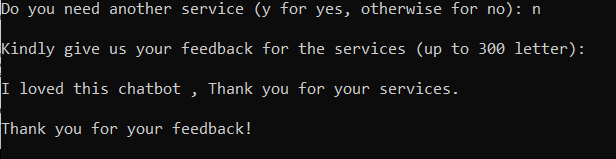 Do you need another service (y for yes, otherwise for no): n
Kindly give us your feedback for the services (up to 300 letter):
I loved this chatbot , Thank you for your services.
Thank you for your feedback!